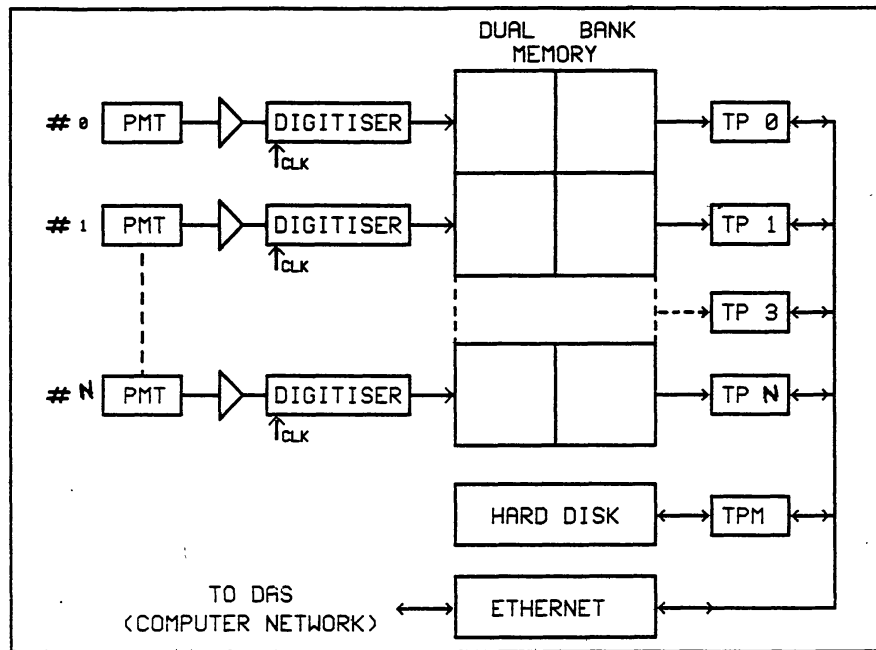 DUAL BANK
MEMORY
# 0 PMT DIGITISER TP 0
CLK
# 1 PMT DIGITISER TP 1
CLK
TP 3
# N PMT DIGITISER TP N
CLK
HARD DISK TPM
TO DAS
(COMPUTER NETWORK)
ETHERNET